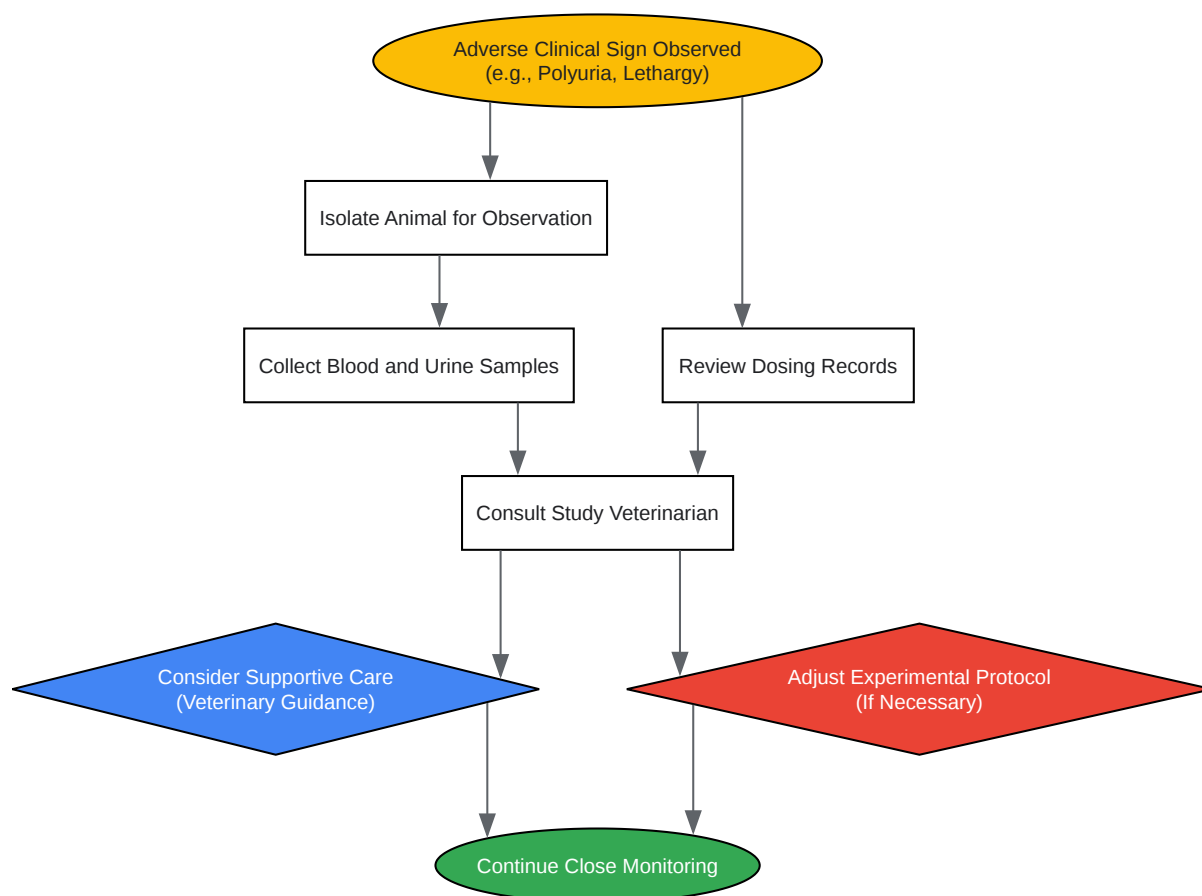 Adverse Clinical Sign Observed
(e.g., Polyuria, Lethargy)
Isolate Animal for Observation
Collect Blood and Urine Samples
Review Dosing Records
Consult Study Veterinarian
Consider Supportive Care
(Veterinary Guidance)
Adjust Experimental Protocol
(If Necessary)
Continue Close Monitoring